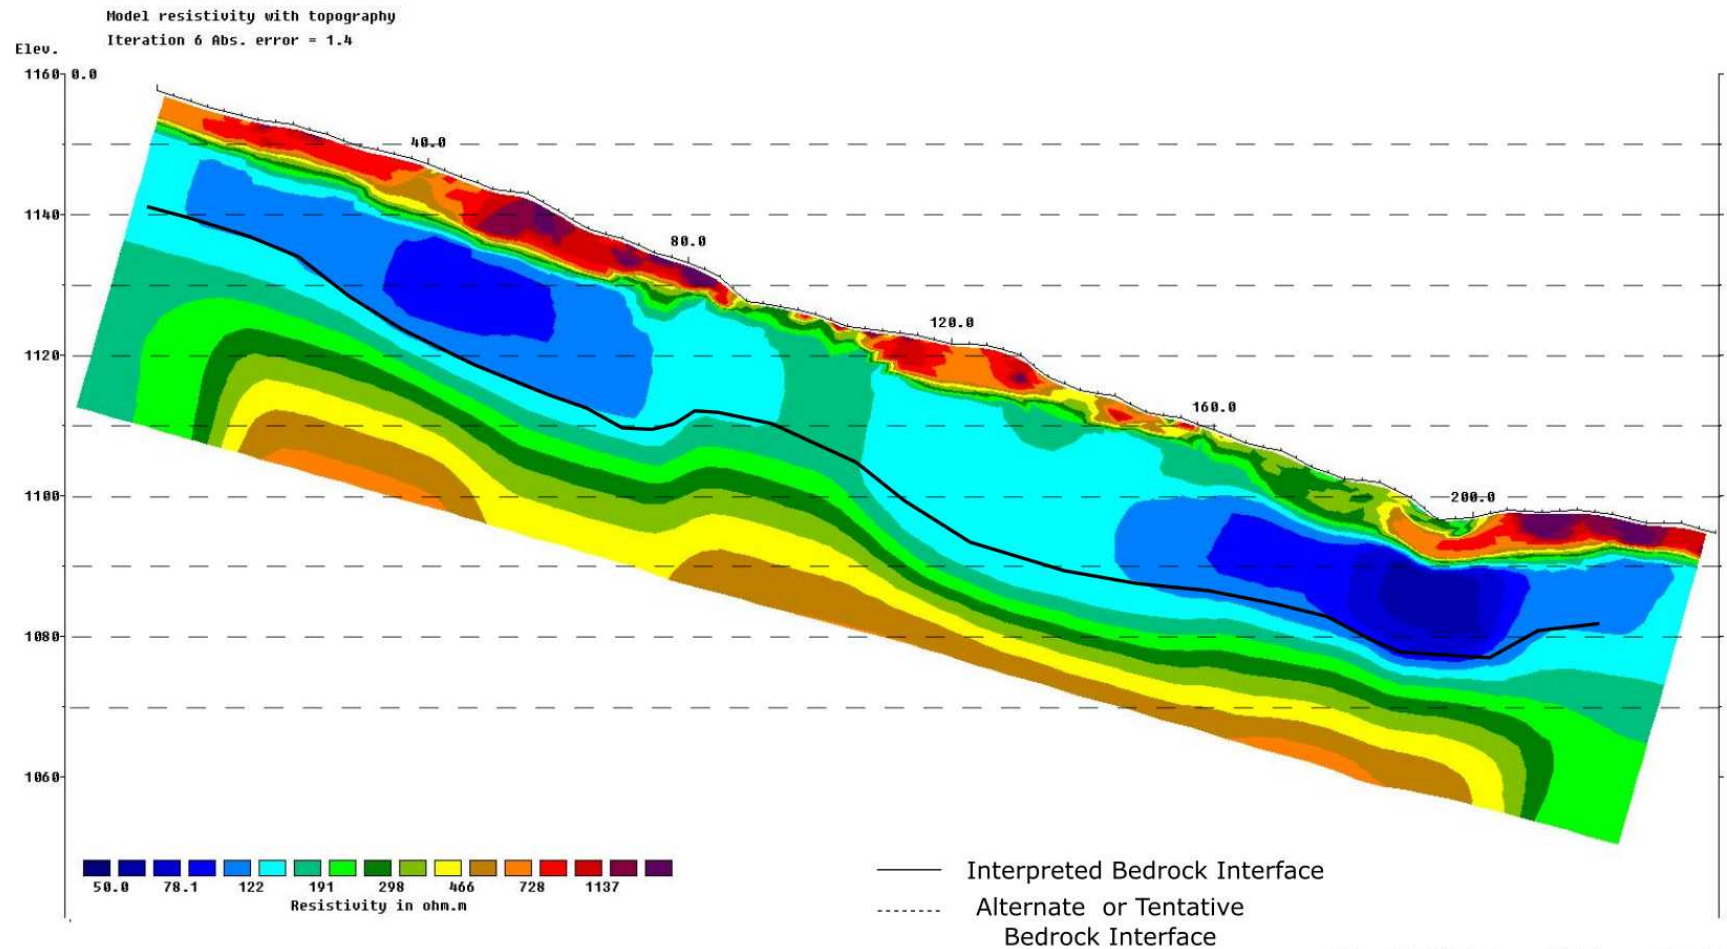 Model resistivity with topography
Iteration 6 Abs. error = 1.4
Elev.
1160 0.0
40.0
1140
80.0
120.0
1120
160.0
1100
200.0
1080
1060
50.0 78.1 122 191 298 466 728 1137
Resistivity in ohm.m
Interpreted Bedrock Interface
Alternate or Tentative
Bedrock Interface